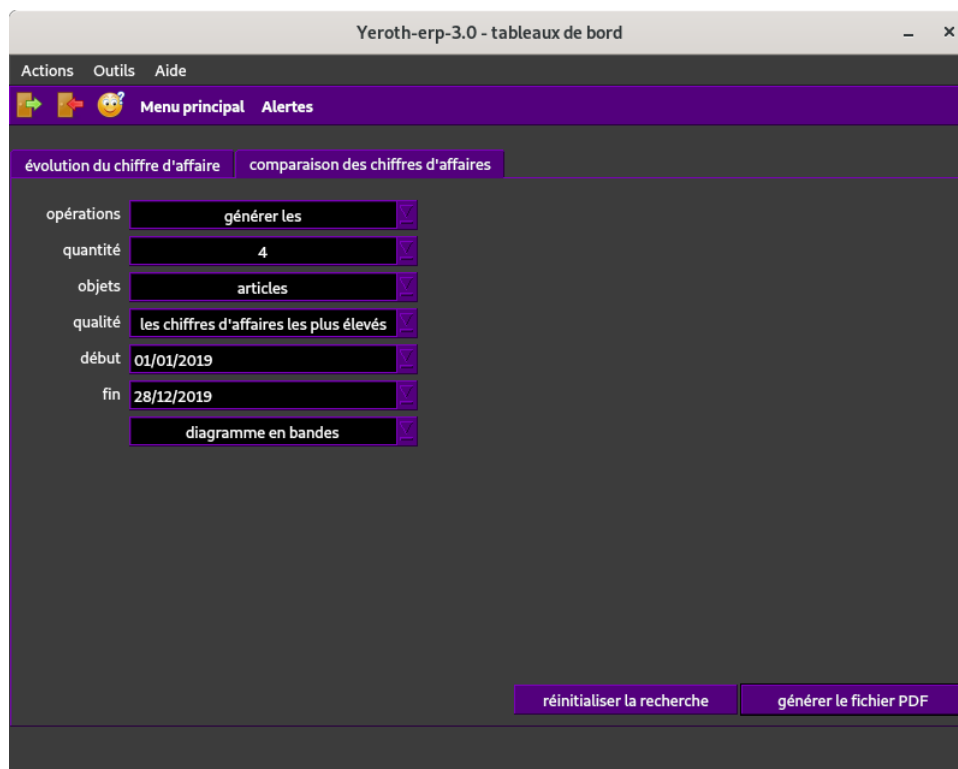 Yeroth-erp-3.0 - tableaux de bord
Actions Outils Aide
Menu principal Alertes
évolution du chiffre d'affaire comparaison des chiffres d'affaires
opérations générer les
quantité 4
objets articles
qualité les chiffres d'affaires les plus élevés
début 01/01/2019
fin 28/12/2019
diagramme en bandes
réinitialiser la recherche générer le fichier PDF